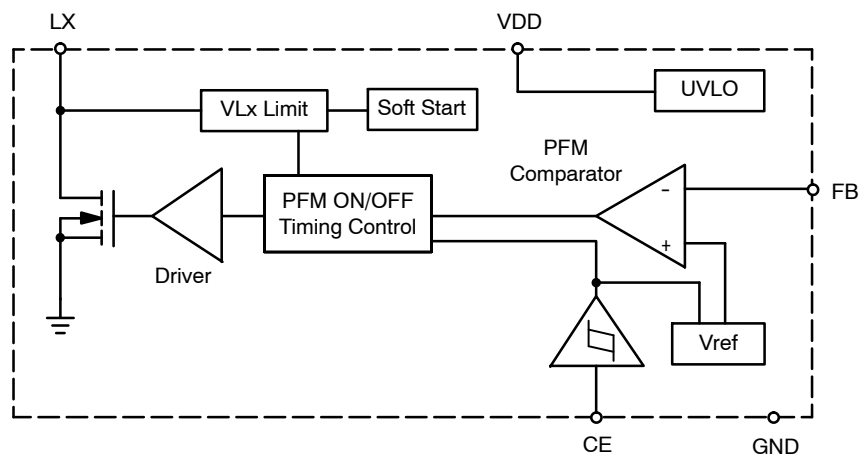 LX
VDD
VLx Limit
Soft Start
UVLO
PFM
Comparator
PFM ON/OFF
Timing Control
-
+
FB
Driver
Vref
CE
GND